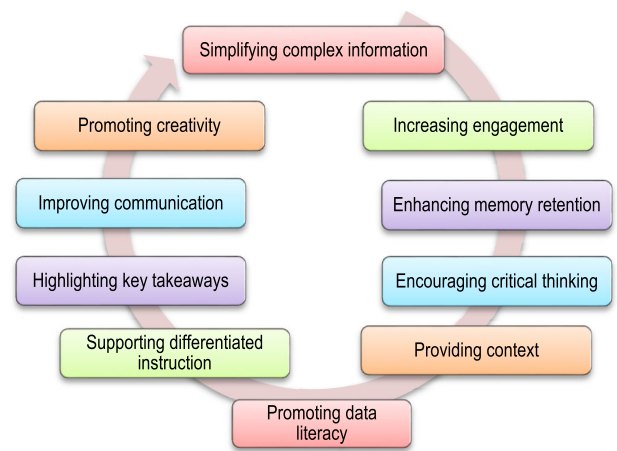 Simplifying complex information
Increasing engagement
Enhancing memory retention
Encouraging critical thinking
Providing context
Promoting data
literacy
Supporting differentiated
instruction
Highlighting key takeaways
Improving communication
Promoting creativity